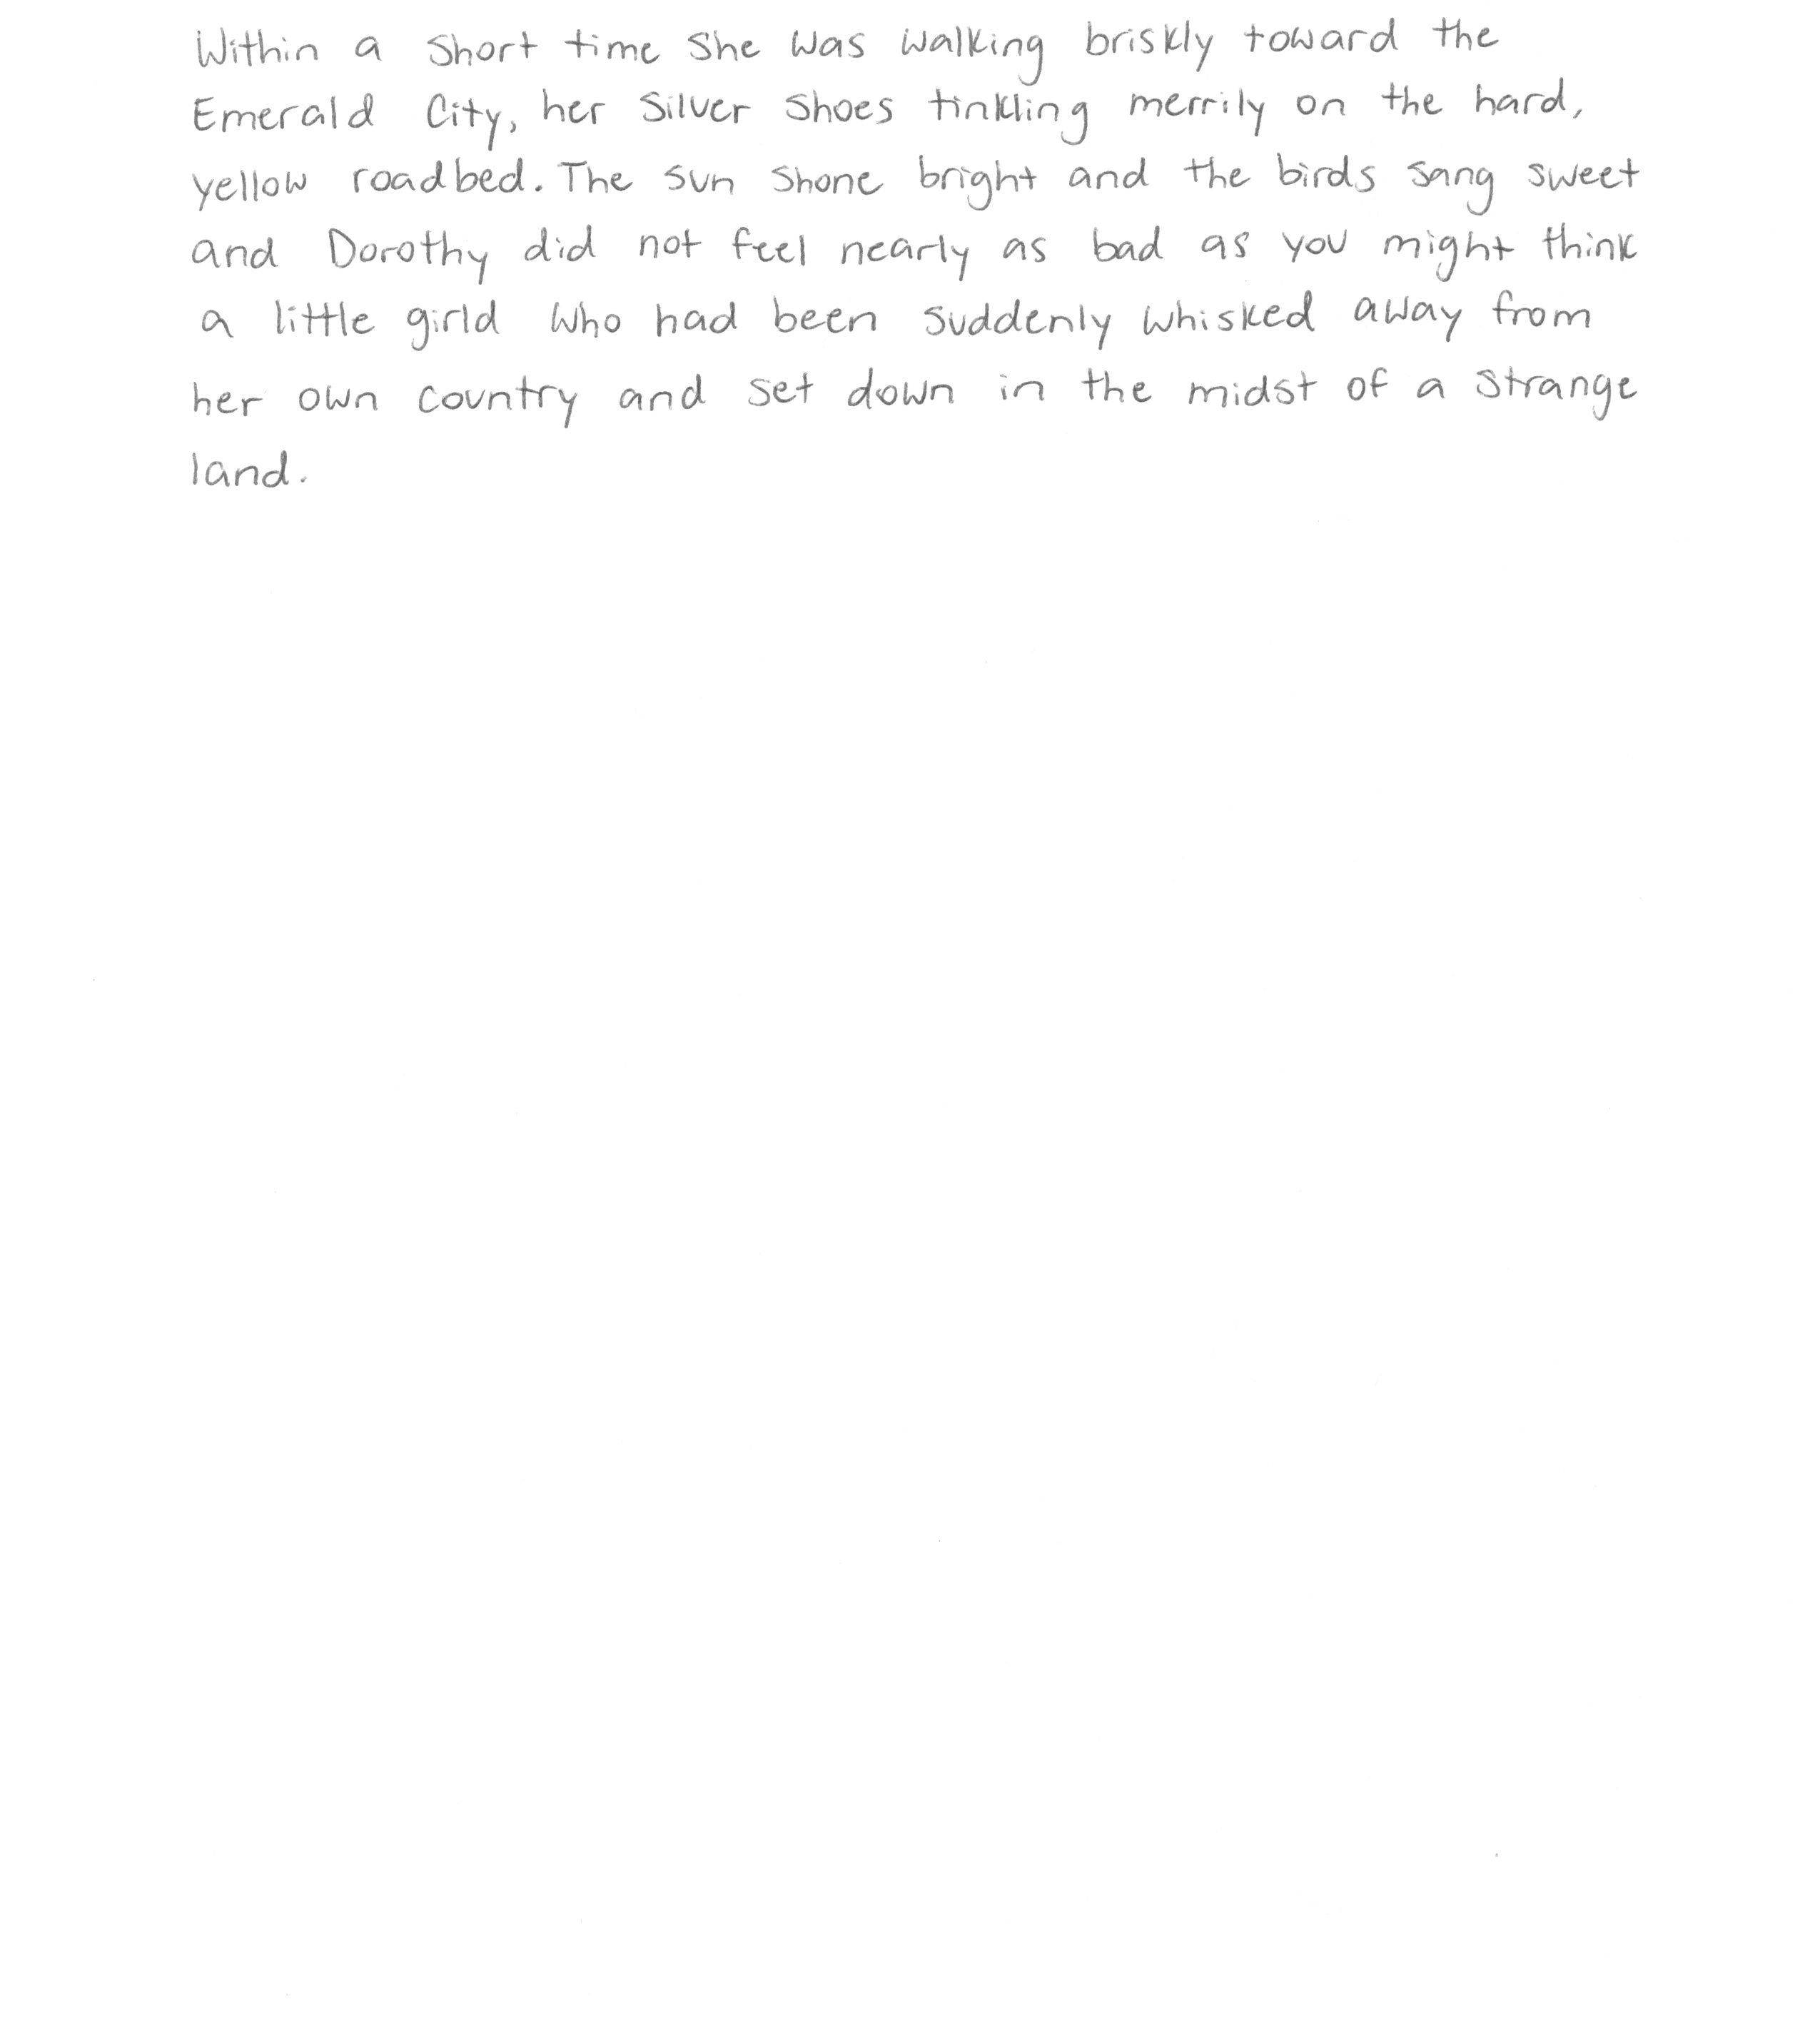 Within a short time she was walking briskly toward the
Emerald City, her Silver Shoes tinkling merrily on the hard,
yellow roadbed. The sun shone bright and the birds sang sweet
and Dorothy did not feel nearly as bad as you might think
a little girld who had been suddenly whisked away from
her own country and set down in the midst of a strange
land.